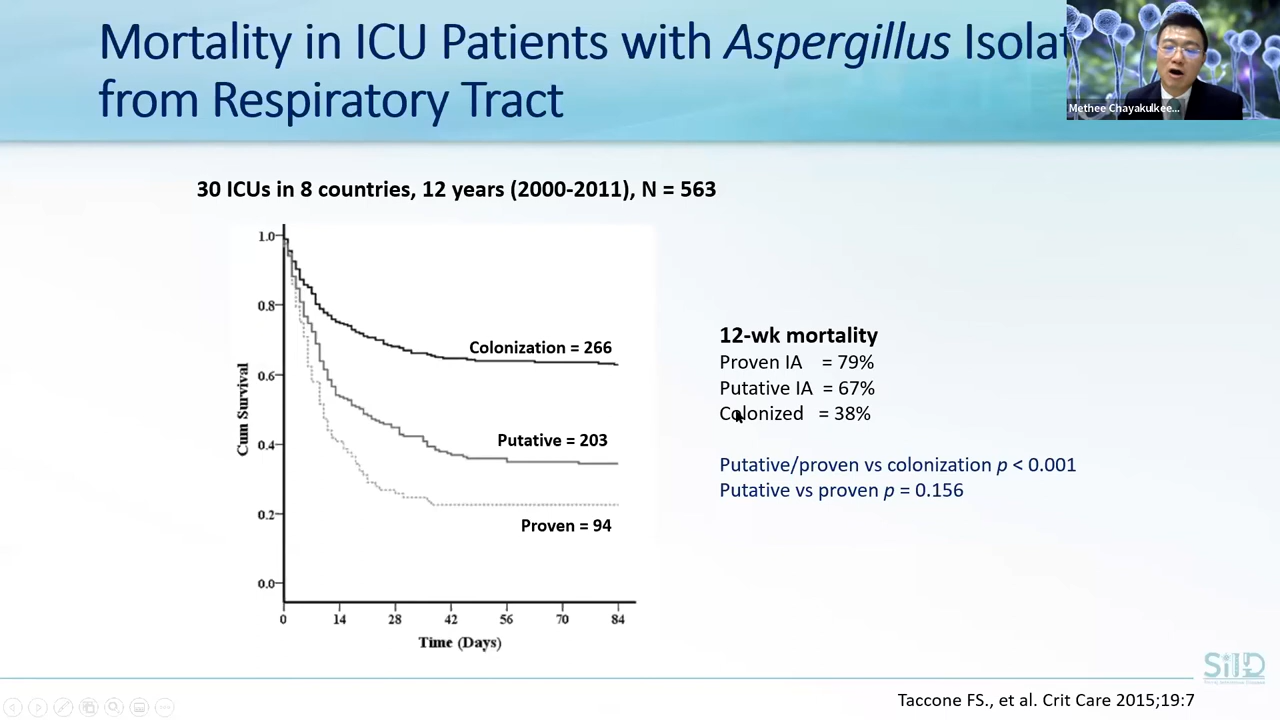 Mortality in ICU Patients with Aspergillus Isolat
from Respiratory Tract
Methee Chayakulkee...
30 ICUs in 8 countries, 12 years (2000-2011), N = 563
Cum Survival
1.0
0.8
0.6
0.4
0.2
0.0
Colonization = 266
Putative = 203
Proven = 94
0 14 28 42 56 70 84
Time (Days)
12-wk mortality
Proven IA = 79%
Putative IA = 67%
Colonized = 38%
Putative/proven vs colonization p < 0.001
Putative vs proven p = 0.156
SiID
Taccone FS., et al. Crit Care 2015;19:7